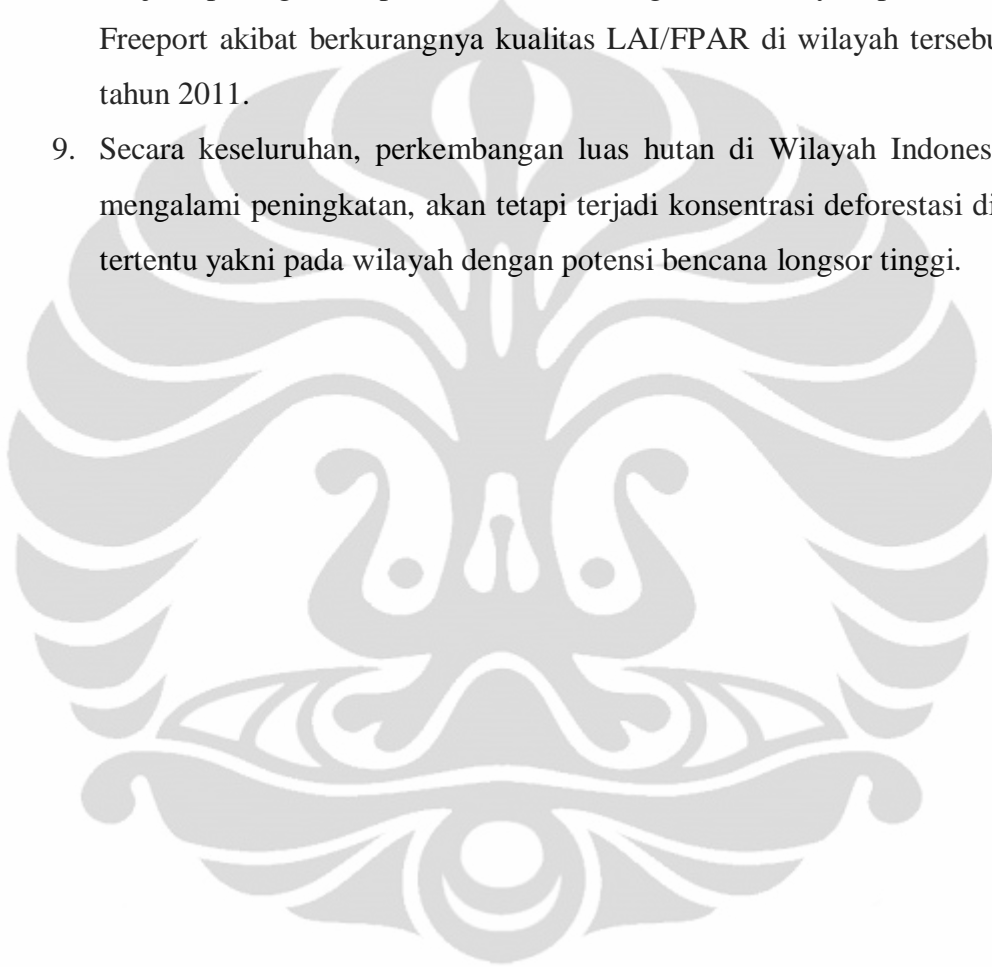 Freeport akibat berkurangnya kualitas LAI/FPAR di wilayah tersebu
tahun 2011.
9. Secara keseluruhan, perkembangan luas hutan di Wilayah Indones
mengalami peningkatan, akan tetapi terjadi konsentrasi deforestasi di
tertentu yakni pada wilayah dengan potensi bencana longsor tinggi.